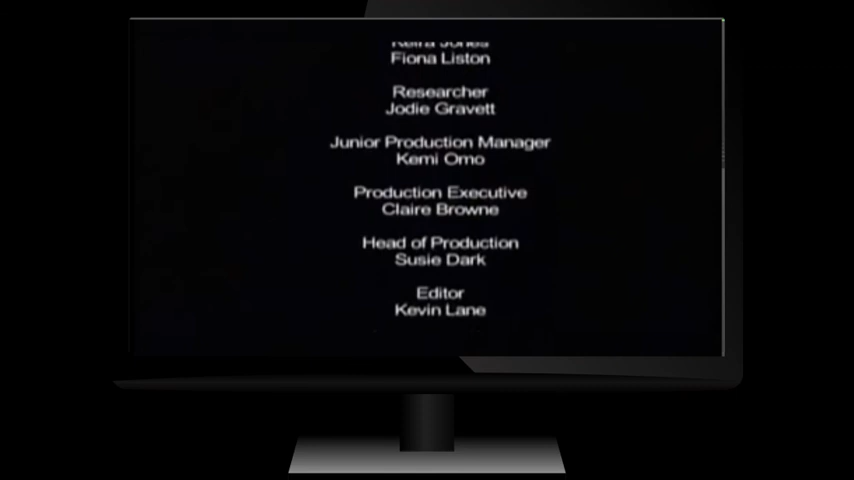 Fiona Liston
Researcher
Jodie Gravett
Junior Production Manager
Kemi Omo
Production Executive
Claire Browne
Head of Production
Susie Dark
Editor
Kevin Lane